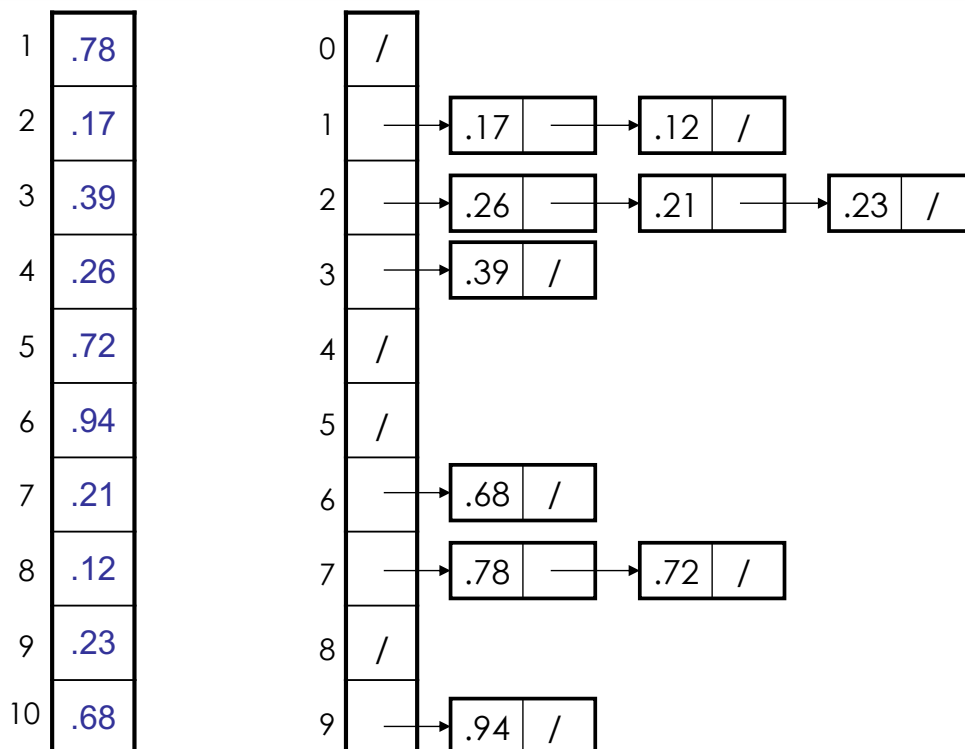 1 .78 0 /
2 .17 1 .17 .12 /
3 .39 2 .26 .21 .23 /
4 .26 3 .39 /
5 .72 4 /
6 .94 5 /
7 .21 6 .68 /
8 .12 7 .78 .72 /
9 .23 8 /
10 .68 9 .94 /